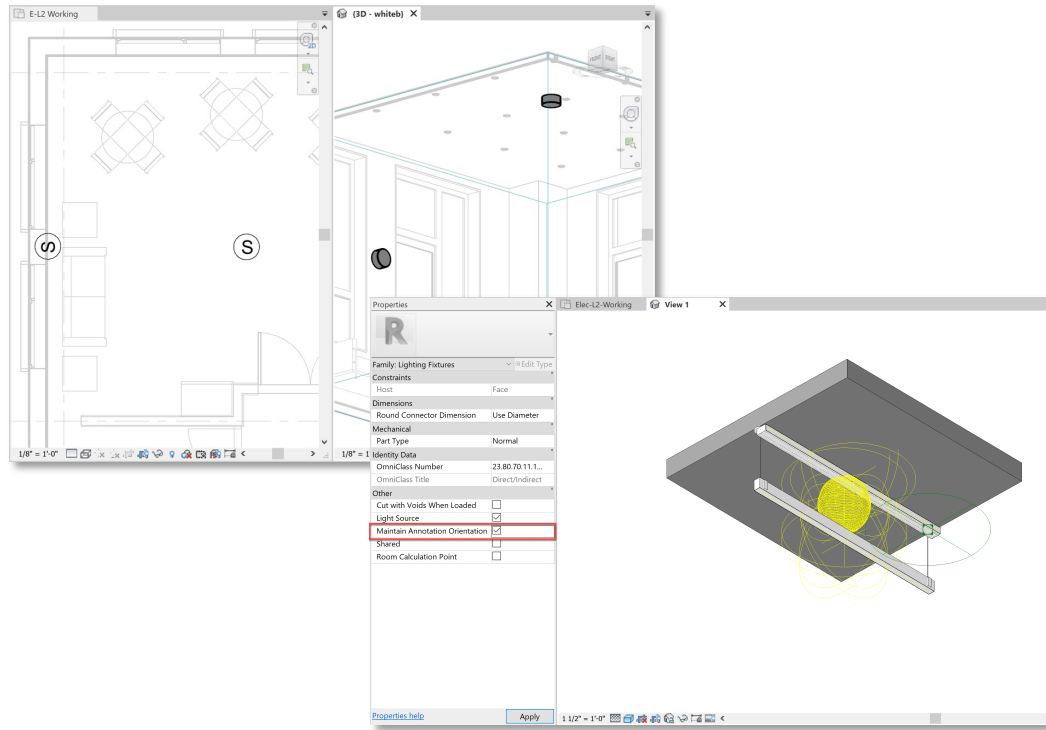 E-L2 Working
{3D - whiteb}
2D
FRONT
RIGHT
S
S
1/8" = 1'-0"
1/8" = 1
Properties
Elec-L2-Working
View 1
R
Family: Lighting Fixtures
Edit Type
Constraints
Host Face
Dimensions
Round Connector Dimension Use Diameter
Mechanical
Part Type Normal
Identity Data
OmniClass Number 23.80.70.11.1...
OmniClass Title Direct/Indirect
Other
Cut with Voids When Loaded
Light Source
Maintain Annotation Orientation
Shared
Room Calculation Point
Properties help
Apply
1 1/2" = 1'-0"